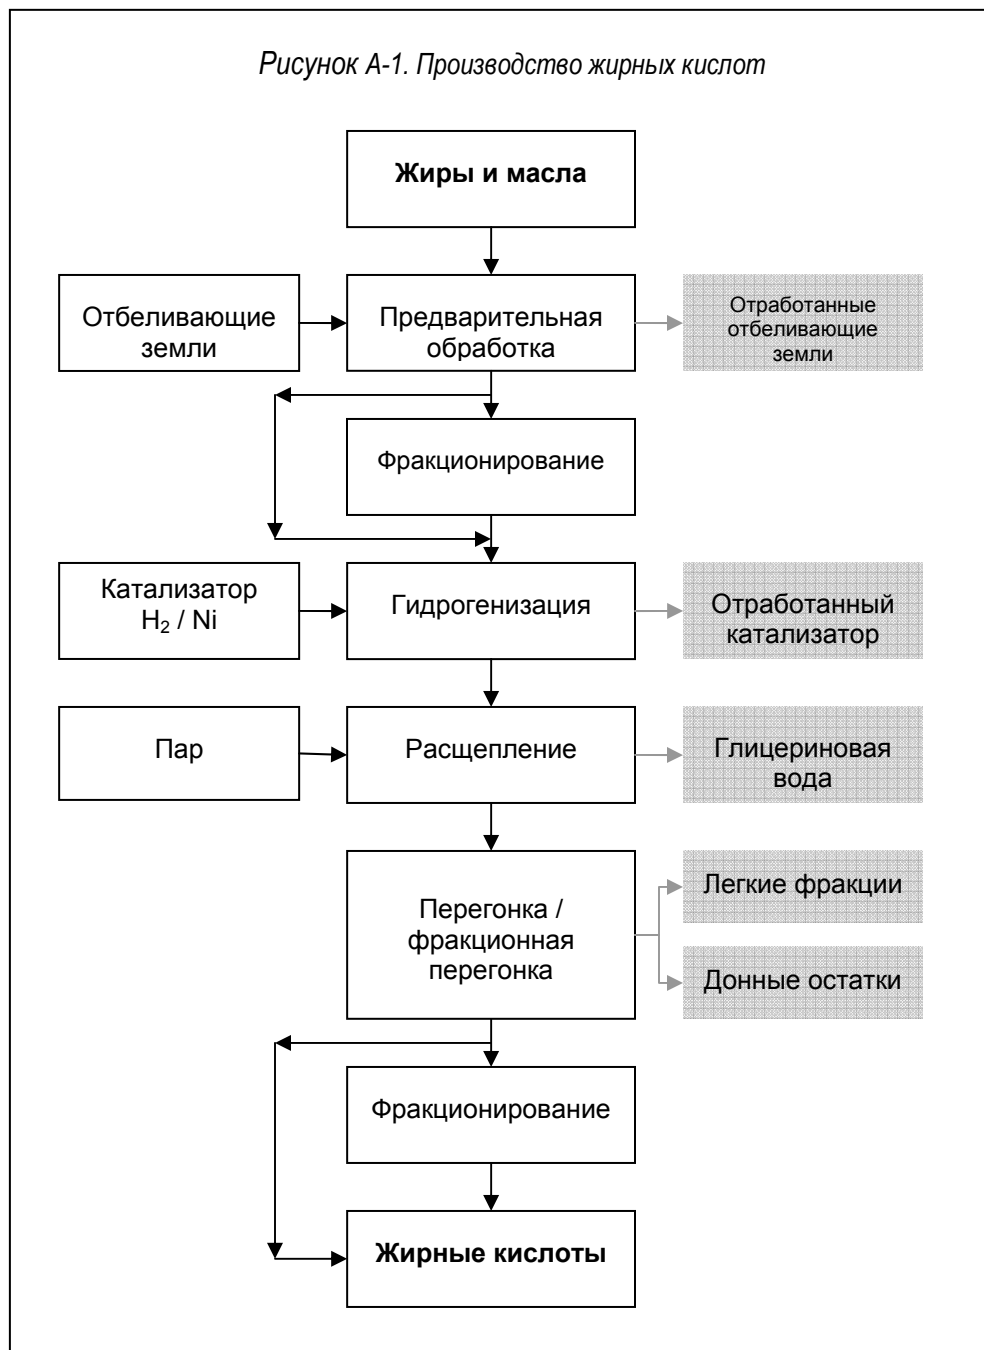 Рисунок А-1. Производство жирных кислот
Жиры и масла
Отбеливающие
земли
Предварительная
обработка
Отработанные
отбеливающие
земли
Фракционирование
Катализатор
H₂ / Ni
Гидрогенизация
Отработанный
катализатор
Пар
Расщепление
Глицериновая
вода
Перегонка /
фракционная
перегонка
Легкие фракции
Донные остатки
Фракционирование
Жирные кислоты